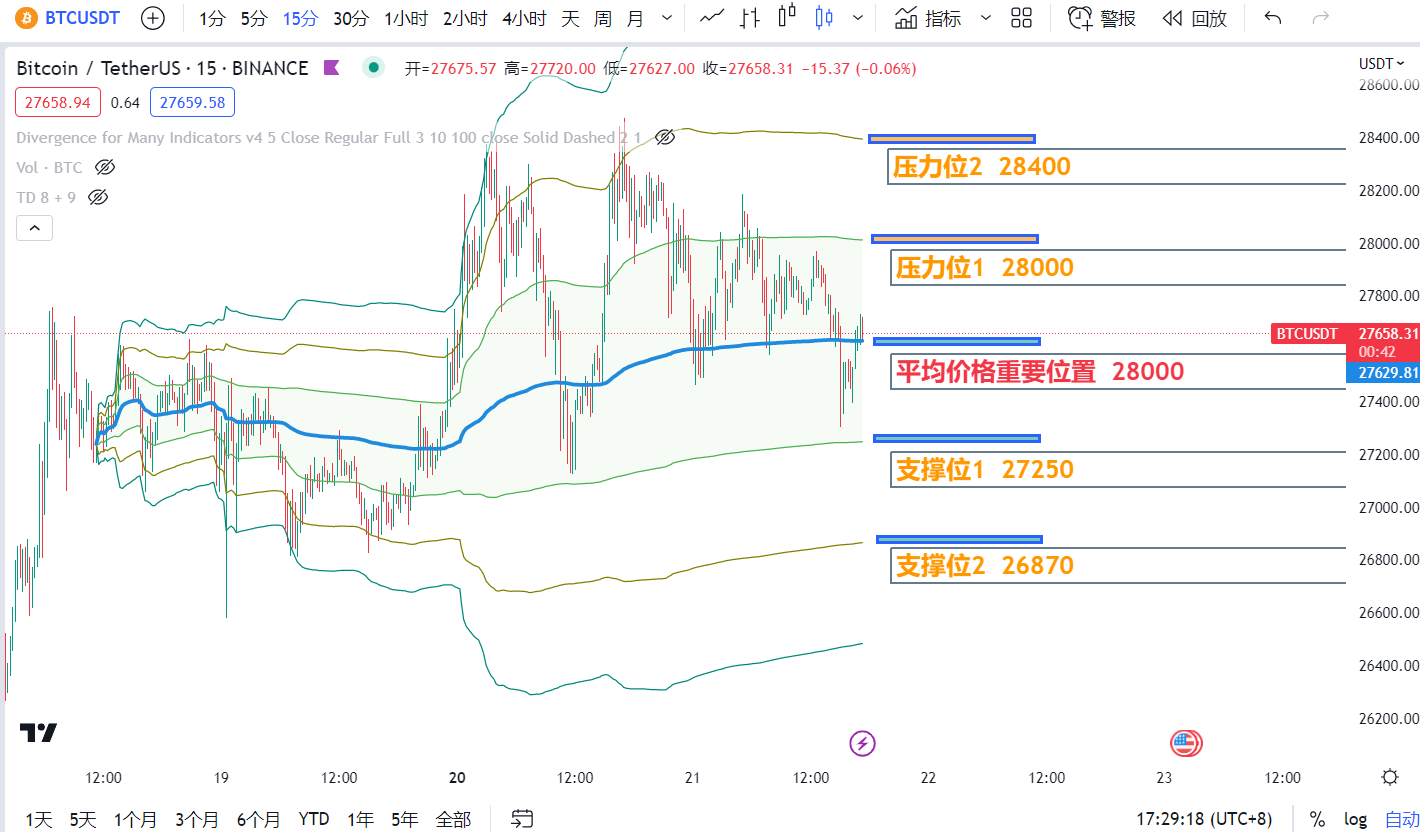 BTCUSDT 1分 5分 15分 30分 1小时 2小时 4小时 天 周 月 指标 警报 回放
Bitcoin / TetherUS · 15 · BINANCE 开=27675.57 高=27720.00 低=27627.00 收=27658.31 −15.37 (−0.06%)
USDT
27658.94 0.64 27659.58
28600.00
Divergence for Many Indicators v4 5 Close Regular Full 3 10 100 close Solid Dashed 2 1
28400.00
Vol · BTC
压力位2 28400
TD 8 + 9
28200.00
28000.00
压力位1 28000
27800.00
BTCUSDT 27658.31
00:42
27629.81
平均价格重要位置 28000
27400.00
27200.00
支撑位1 27250
27000.00
26800.00
支撑位2 26870
26600.00
26400.00
26200.00
12:00 19 12:00 20 12:00 21 12:00 22 12:00 23 12:00
1天 5天 1个月 3个月 6个月 YTD 1年 5年 全部 17:29:18 (UTC+8) % log 自动